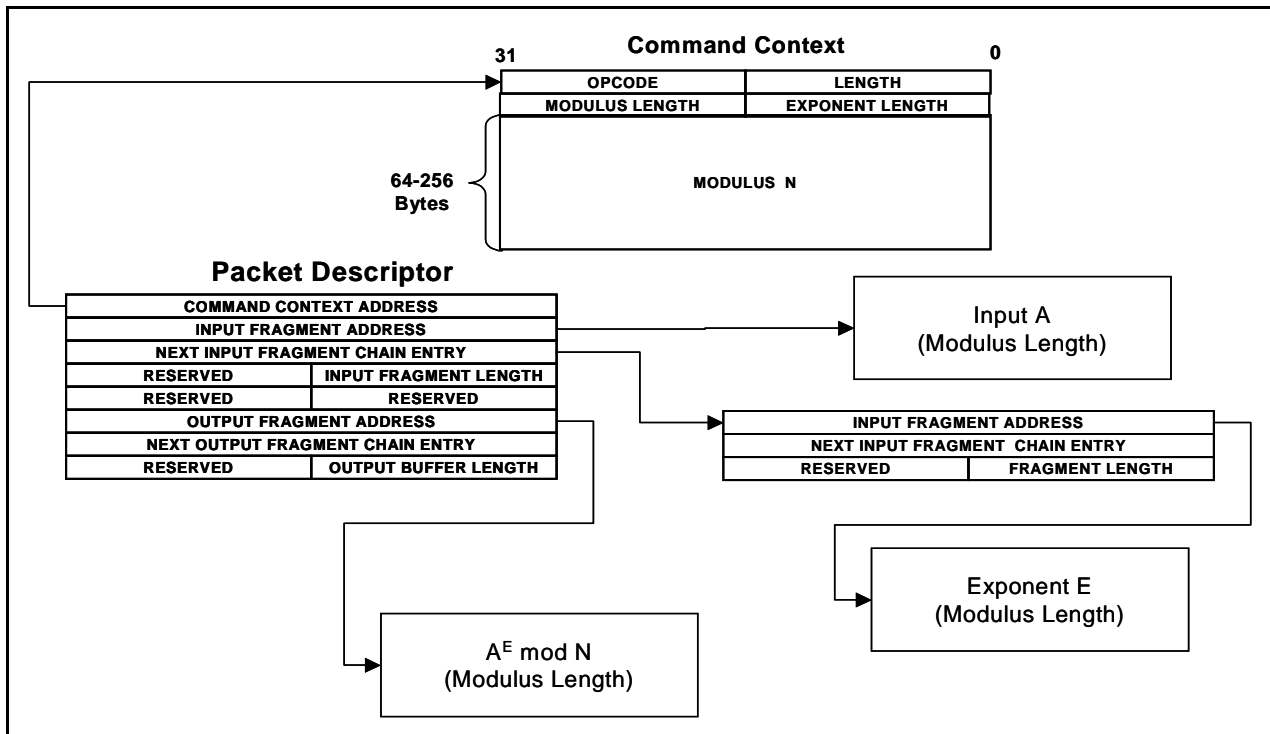 Command Context
31
0
OPCODE LENGTH
MODULUS LENGTH EXPONENT LENGTH
64-256
Bytes
MODULUS N
Packet Descriptor
COMMAND CONTEXT ADDRESS
INPUT FRAGMENT ADDRESS
NEXT INPUT FRAGMENT CHAIN ENTRY
RESERVED INPUT FRAGMENT LENGTH
RESERVED RESERVED
OUTPUT FRAGMENT ADDRESS
NEXT OUTPUT FRAGMENT CHAIN ENTRY
RESERVED OUTPUT BUFFER LENGTH
Input A
(Modulus Length)
INPUT FRAGMENT ADDRESS
NEXT INPUT FRAGMENT CHAIN ENTRY
RESERVED FRAGMENT LENGTH
Exponent E
(Modulus Length)
A^E mod N
(Modulus Length)